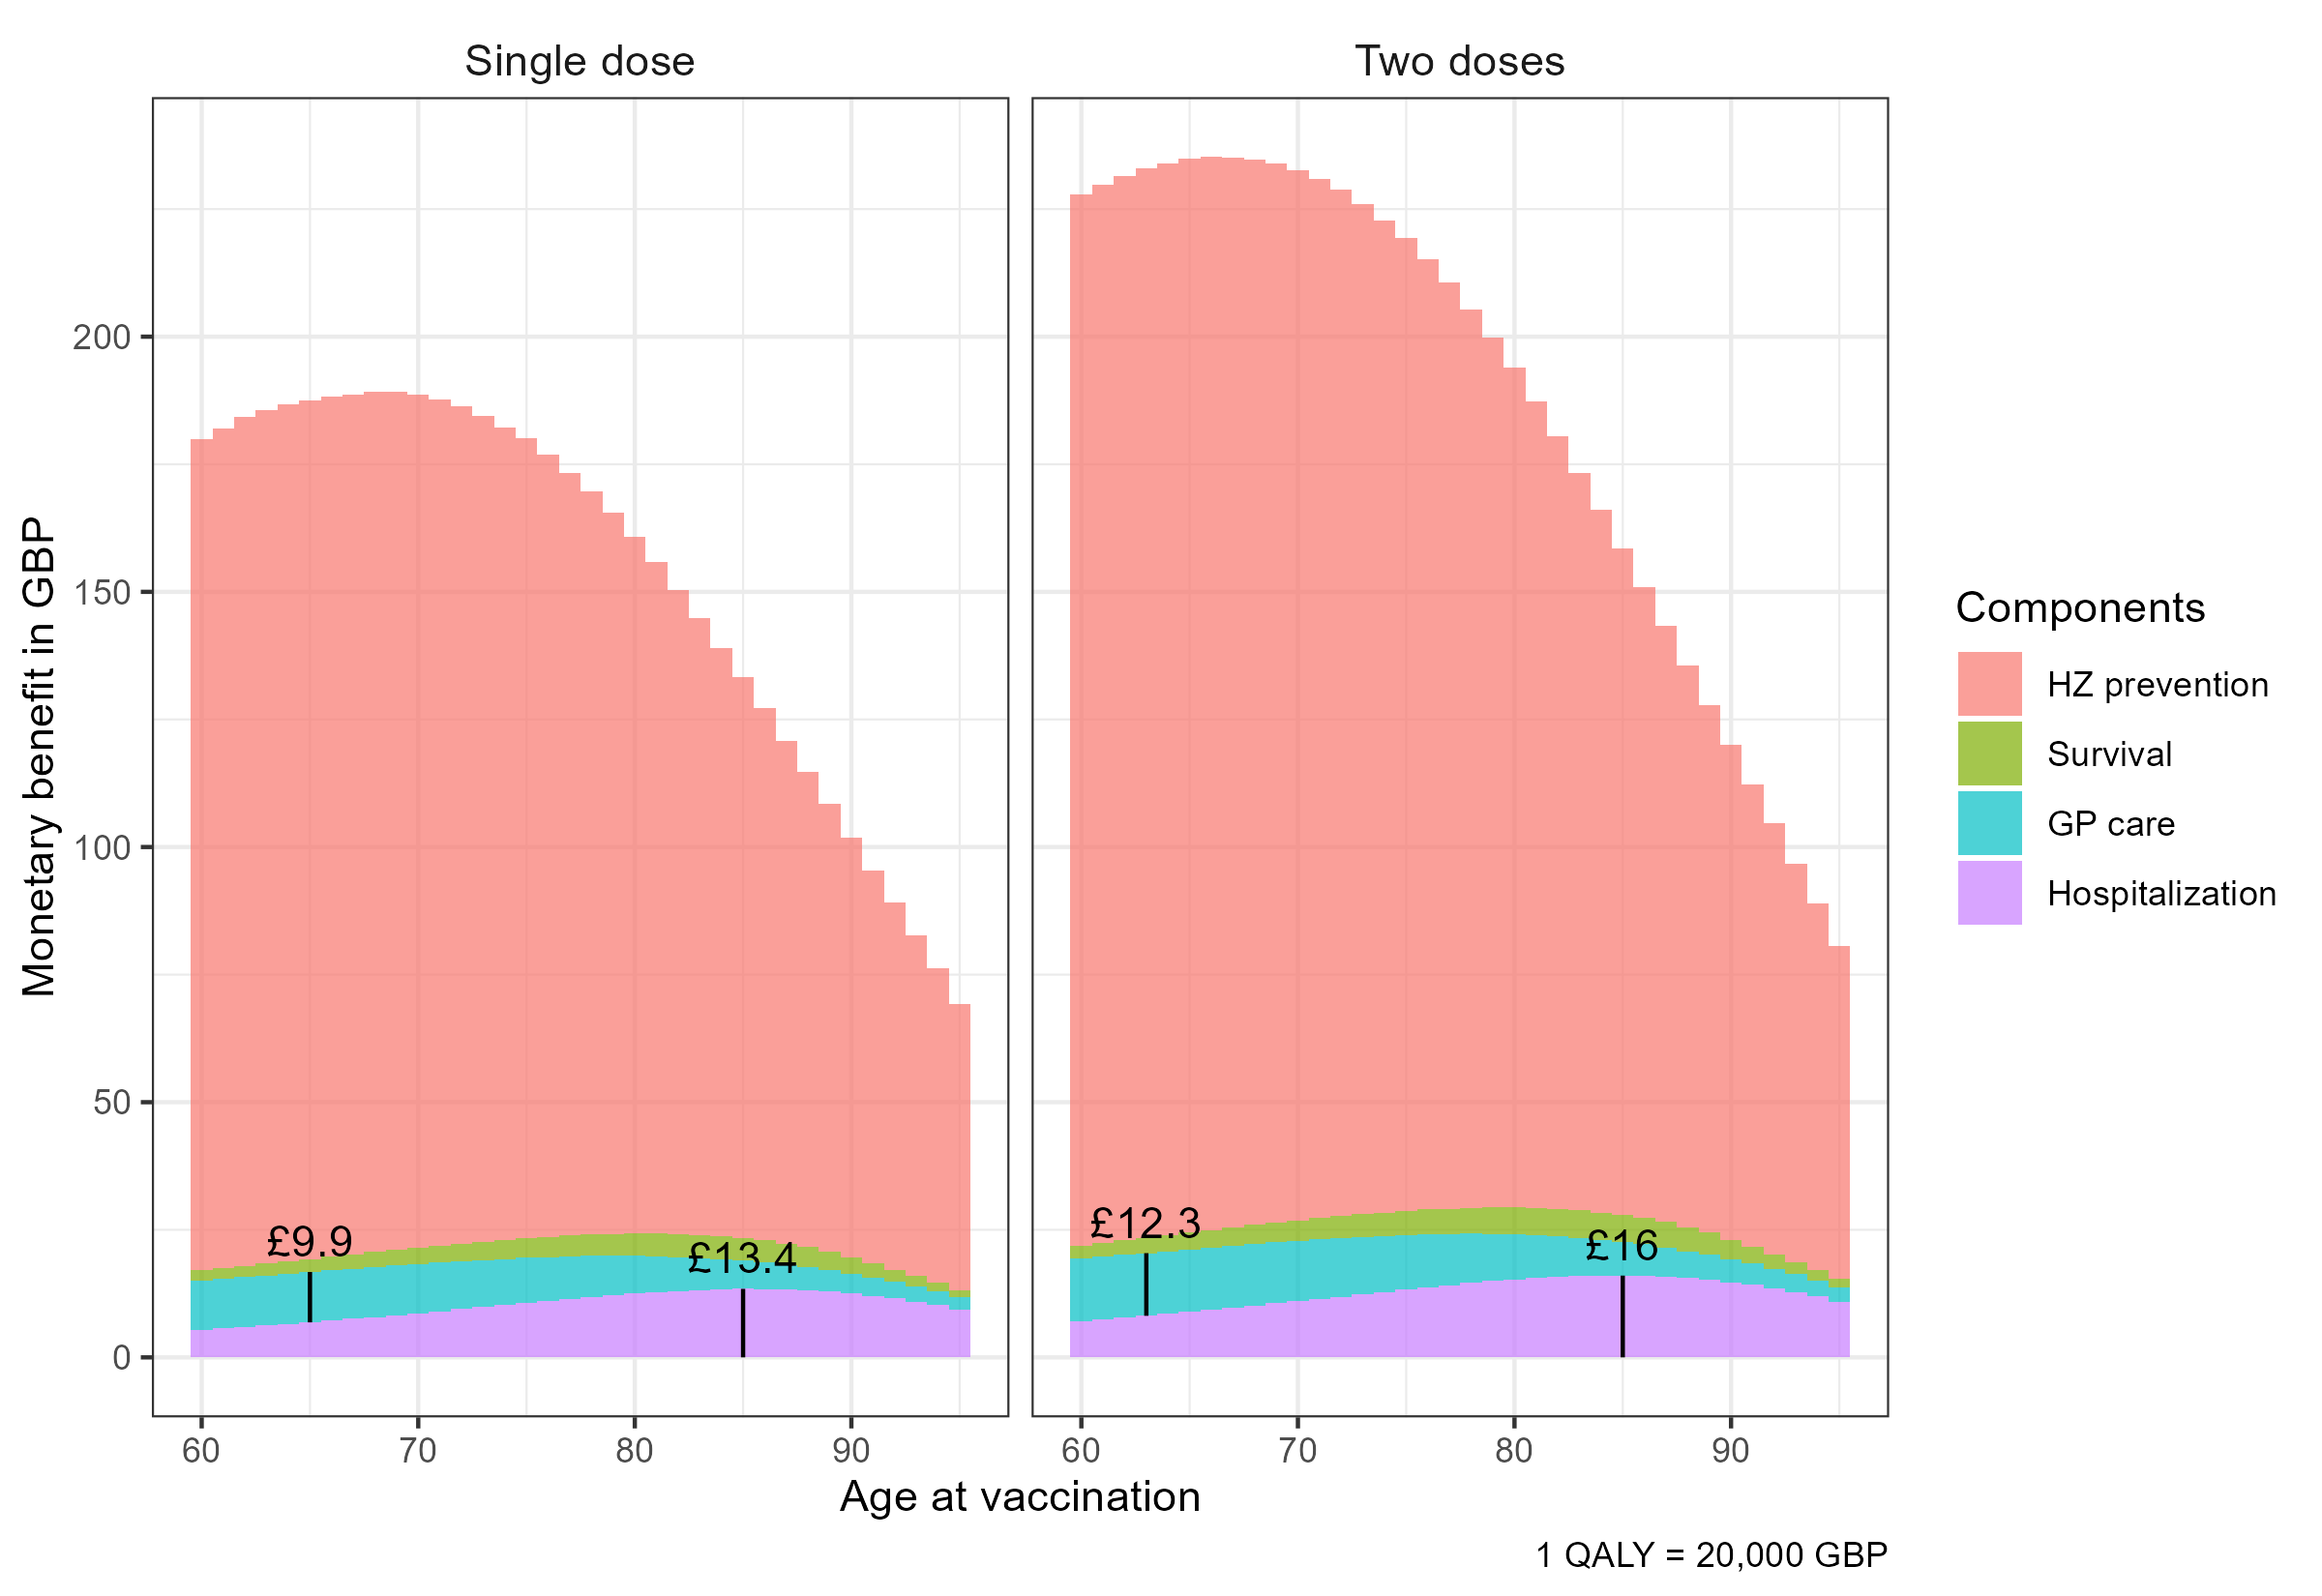 Single dose
Two doses
Monetary benefit in GBP
200
150
100
50
0
£9.9
£13.4
£12.3
£16
60
70
80
90
60
70
80
90
Age at vaccination
1 QALY = 20,000 GBP
Components
HZ prevention
Survival
GP care
Hospitalization